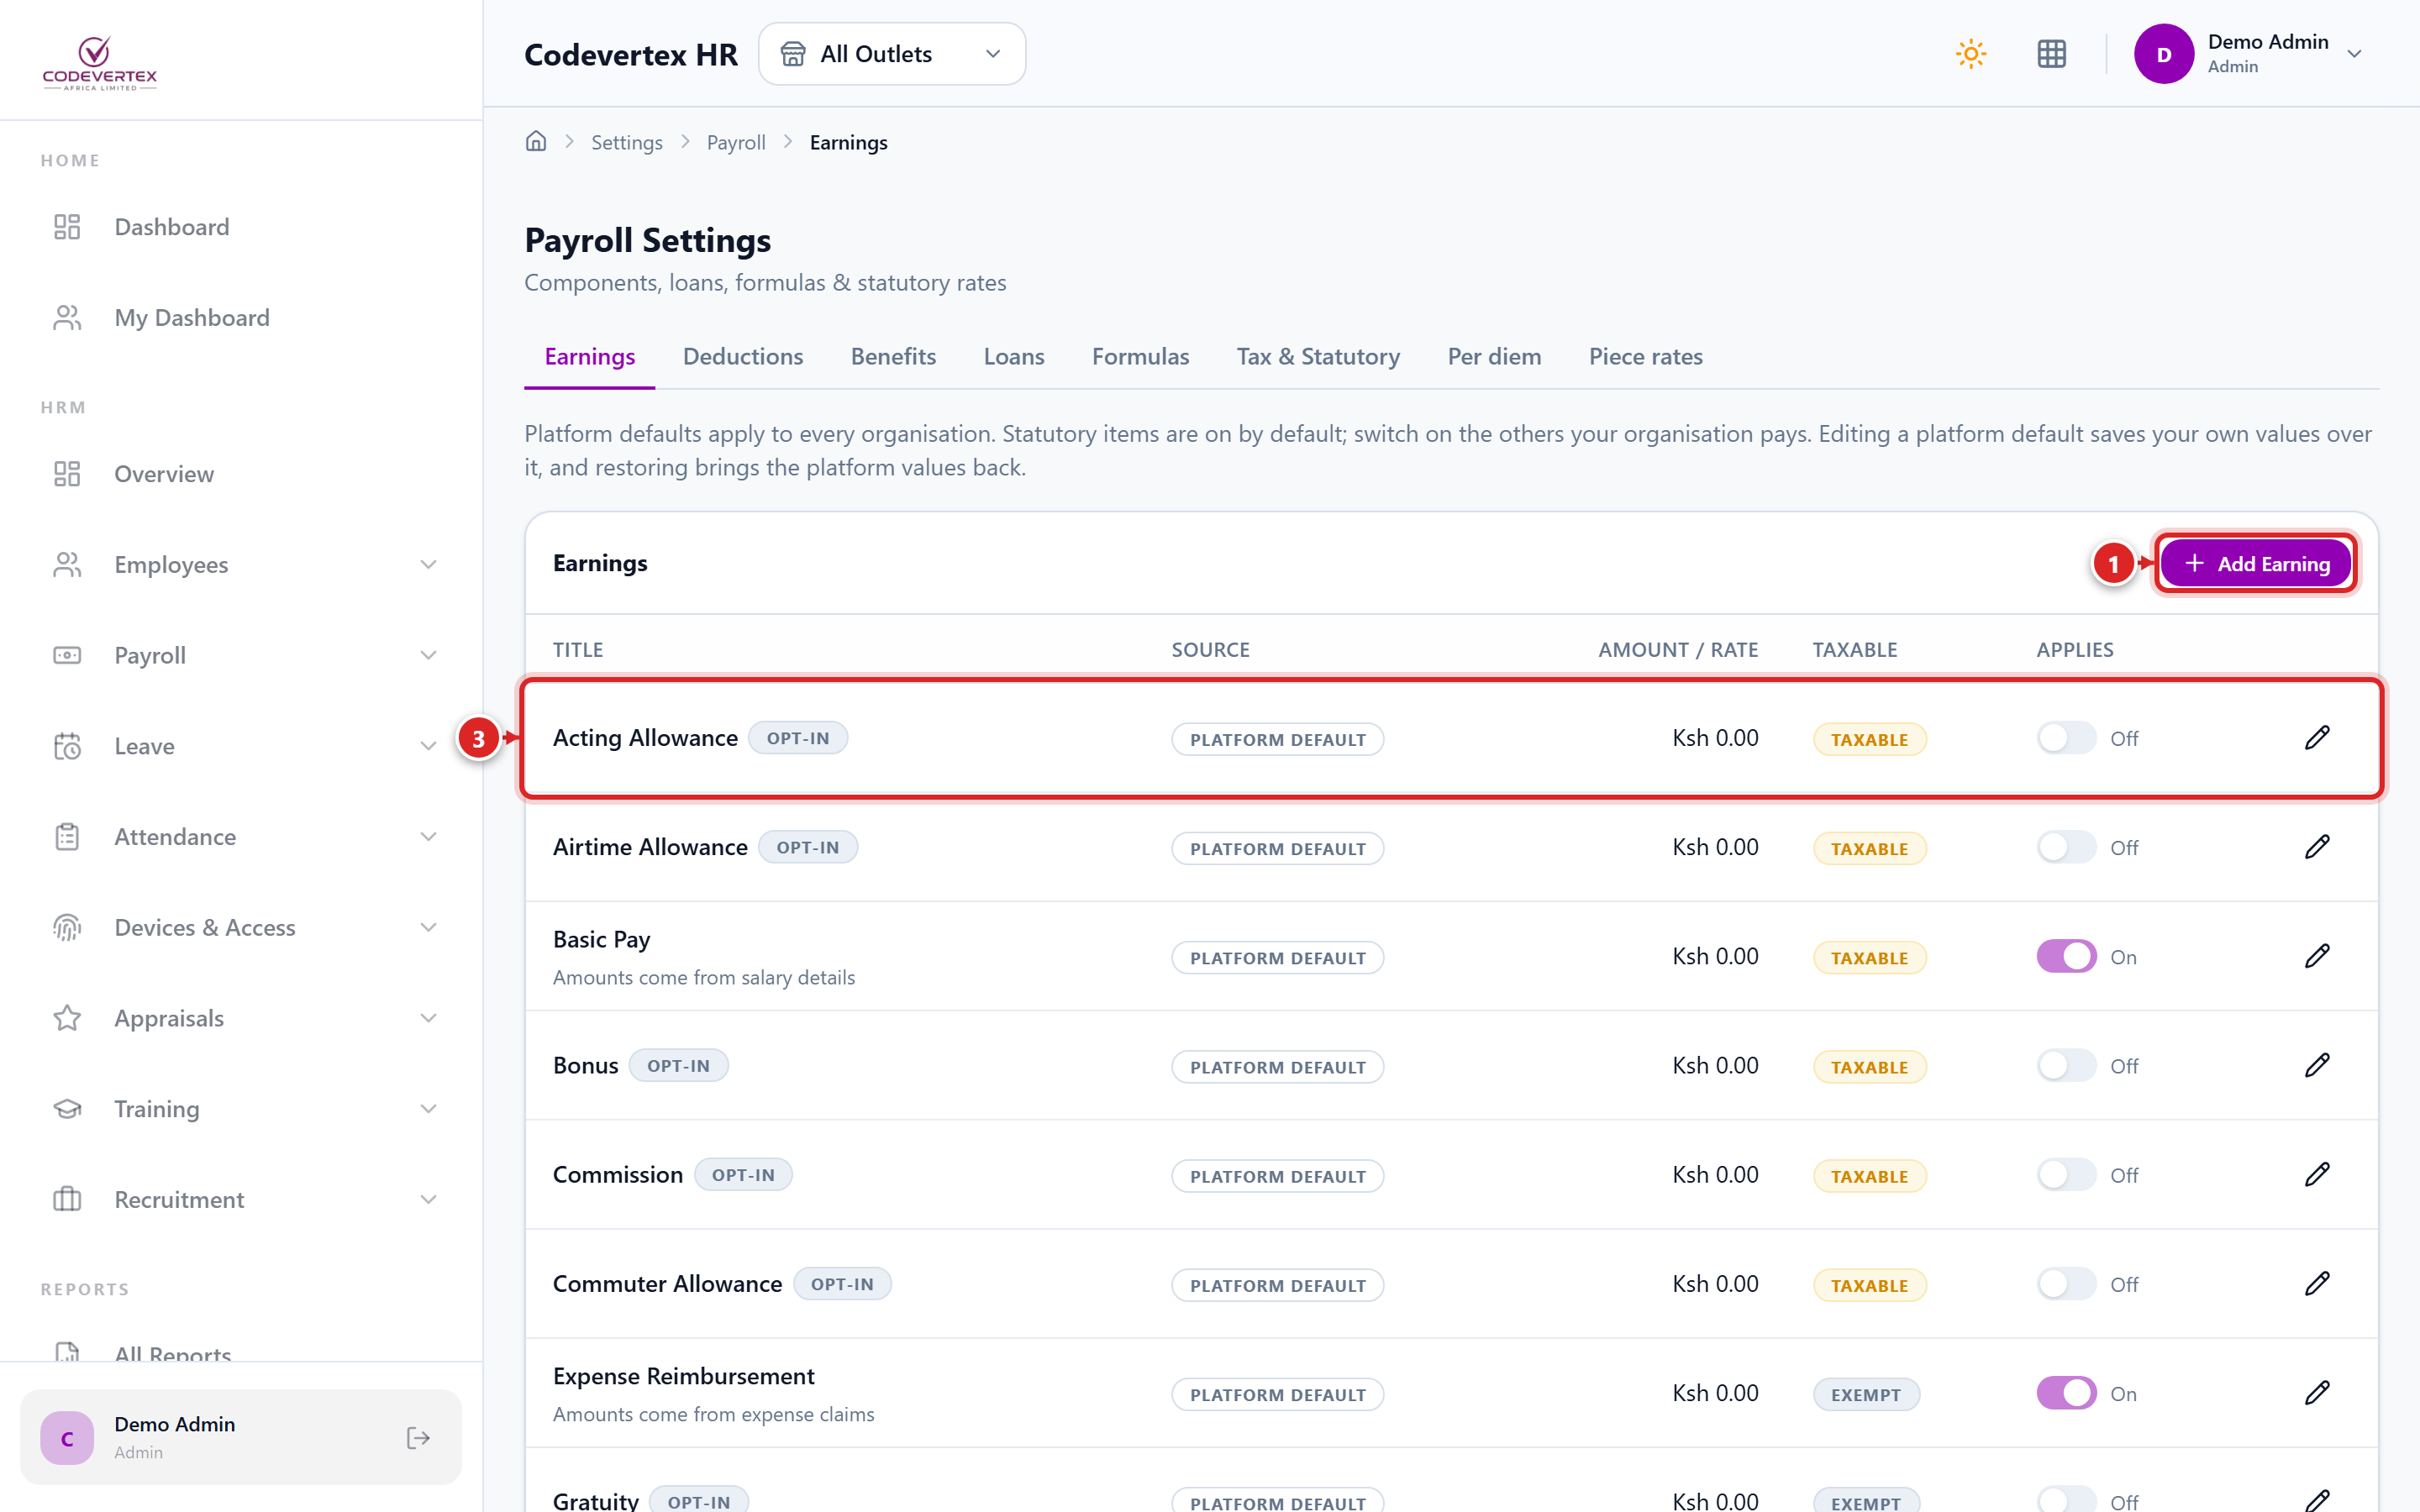 CODEVERTEX
AFRICA LIMITED
HOME
Dashboard
My Dashboard
HRM
Overview
Employees
Payroll
Leave
Attendance
Devices & Access
Appraisals
Training
Recruitment
REPORTS
All Reports
C
Demo Admin
Admin
Codevertex HR
All Outlets
D
Demo Admin
Admin
Settings
Payroll
Earnings
Payroll Settings
Components, loans, formulas & statutory rates
Earnings
Deductions
Benefits
Loans
Formulas
Tax & Statutory
Per diem
Piece rates
Platform defaults apply to every organisation. Statutory items are on by default; switch on the others your organisation pays. Editing a platform default saves your own values over
it, and restoring brings the platform values back.
Earnings
1
Add Earning
TITLE SOURCE AMOUNT / RATE TAXABLE APPLIES
3
Acting Allowance OPT-IN PLATFORM DEFAULT Ksh 0.00 TAXABLE Off
Airtime Allowance OPT-IN PLATFORM DEFAULT Ksh 0.00 TAXABLE Off
Basic Pay PLATFORM DEFAULT Ksh 0.00 TAXABLE On
Amounts come from salary details
Bonus OPT-IN PLATFORM DEFAULT Ksh 0.00 TAXABLE Off
Commission OPT-IN PLATFORM DEFAULT Ksh 0.00 TAXABLE Off
Commuter Allowance OPT-IN PLATFORM DEFAULT Ksh 0.00 TAXABLE Off
Expense Reimbursement PLATFORM DEFAULT Ksh 0.00 EXEMPT On
Amounts come from expense claims
Gratuity OPT-IN PLATFORM DEFAULT Ksh 0.00 EXEMPT Off